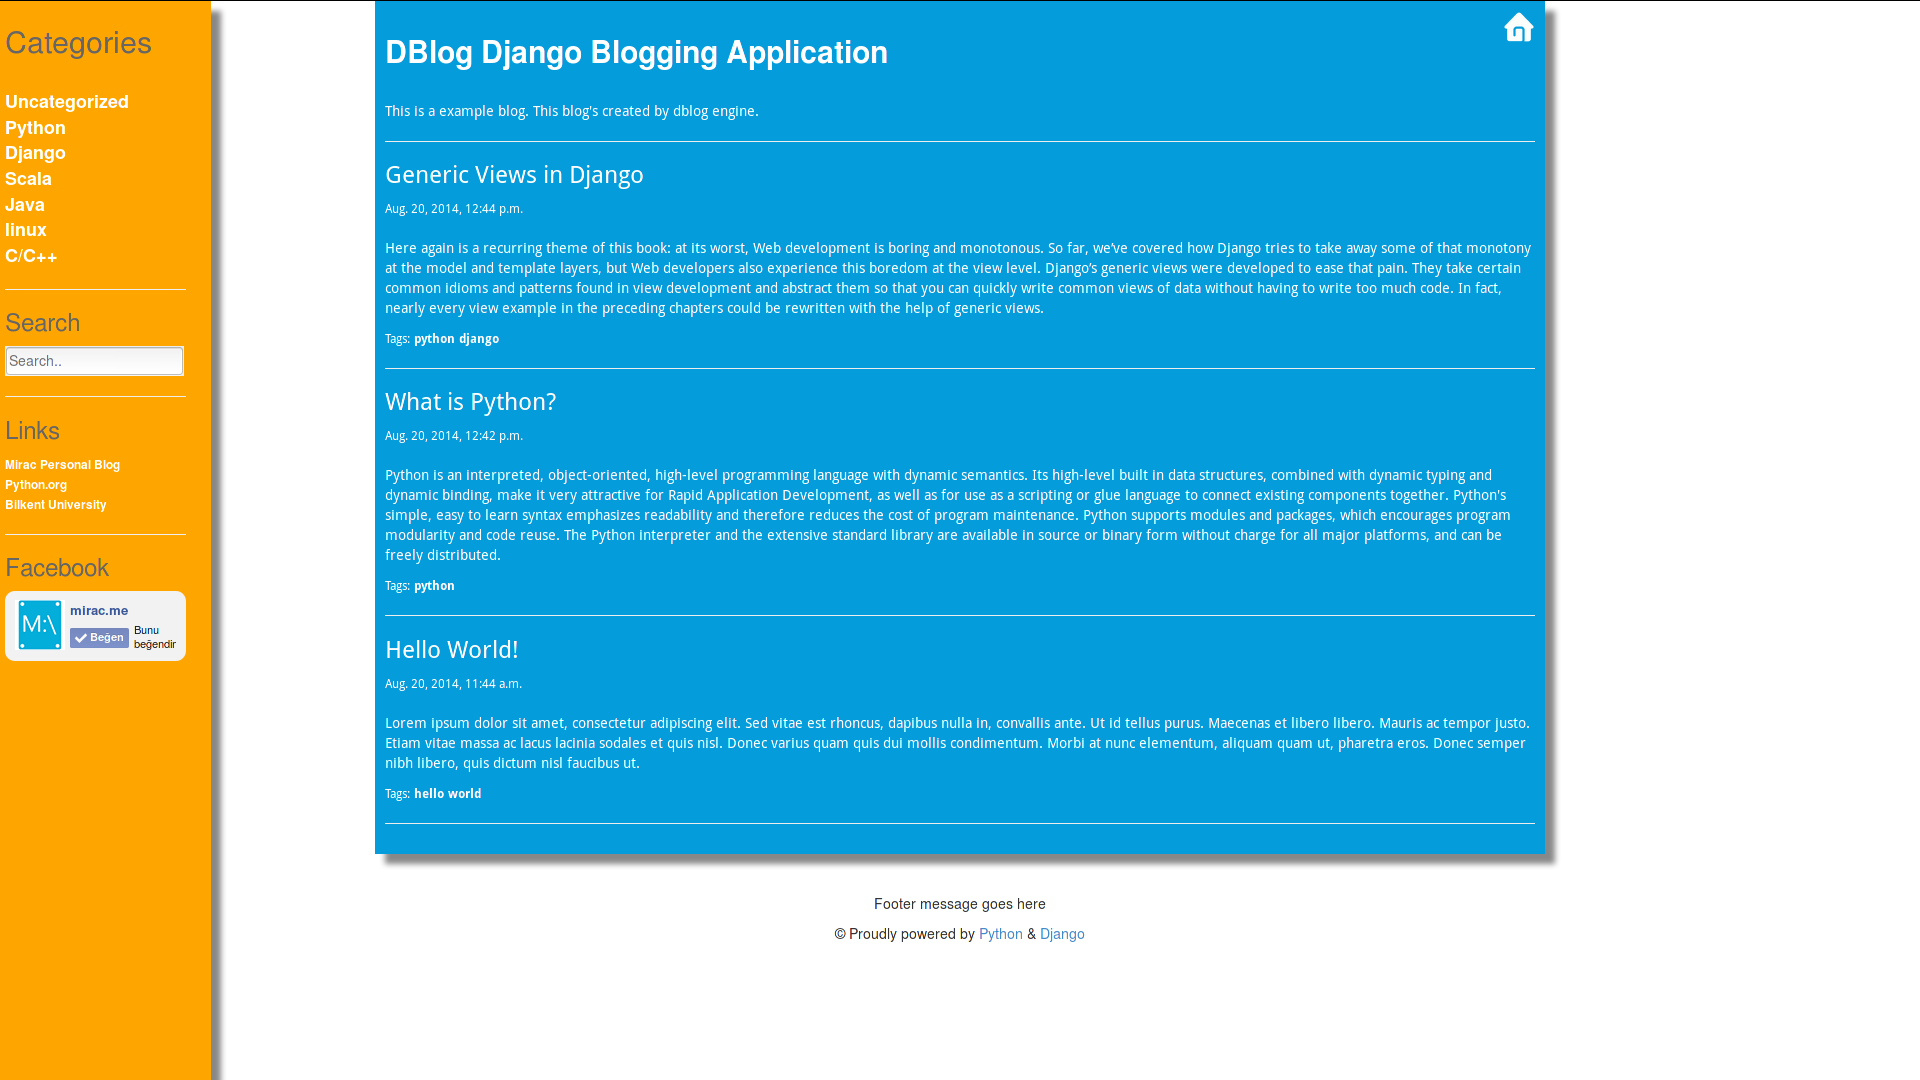 Categories
Uncategorized
Python
Django
Scala
Java
linux
C/C++
Search
Search..
Links
Mirac Personal Blog
Python.org
Bilkent University
Facebook
M:\
mirac.me
Beğen
Bunu
beğendir
DBlog Django Blogging Application
This is a example blog. This blog's created by dblog engine.
Generic Views in Django
Aug. 20, 2014, 12:44 p.m.
Here again is a recurring theme of this book: at its worst, Web development is boring and monotonous. So far, we’ve covered how Django tries to take away some of that monotony
at the model and template layers, but Web developers also experience this boredom at the view level. Django’s generic views were developed to ease that pain. They take certain
common idioms and patterns found in view development and abstract them so that you can quickly write common views of data without having to write too much code. In fact,
nearly every view example in the preceding chapters could be rewritten with the help of generic views.
Tags: python django
What is Python?
Aug. 20, 2014, 12:42 p.m.
Python is an interpreted, object-oriented, high-level programming language with dynamic semantics. Its high-level built in data structures, combined with dynamic typing and
dynamic binding, make it very attractive for Rapid Application Development, as well as for use as a scripting or glue language to connect existing components together. Python's
simple, easy to learn syntax emphasizes readability and therefore reduces the cost of program maintenance. Python supports modules and packages, which encourages program
modularity and code reuse. The Python interpreter and the extensive standard library are available in source or binary form without charge for all major platforms, and can be
freely distributed.
Tags: python
Hello World!
Aug. 20, 2014, 11:44 a.m.
Lorem ipsum dolor sit amet, consectetur adipiscing elit. Sed vitae est rhoncus, dapibus nulla in, convallis ante. Ut id tellus purus. Maecenas et libero libero. Mauris ac tempor justo.
Etiam vitae massa ac lacus lacinia sodales et quis nisl. Donec varius quam quis dui mollis condimentum. Morbi at nunc elementum, aliquam quam ut, pharetra eros. Donec semper
nibh libero, quis dictum nisl faucibus ut.
Tags: hello world
Footer message goes here
© Proudly powered by Python & Django